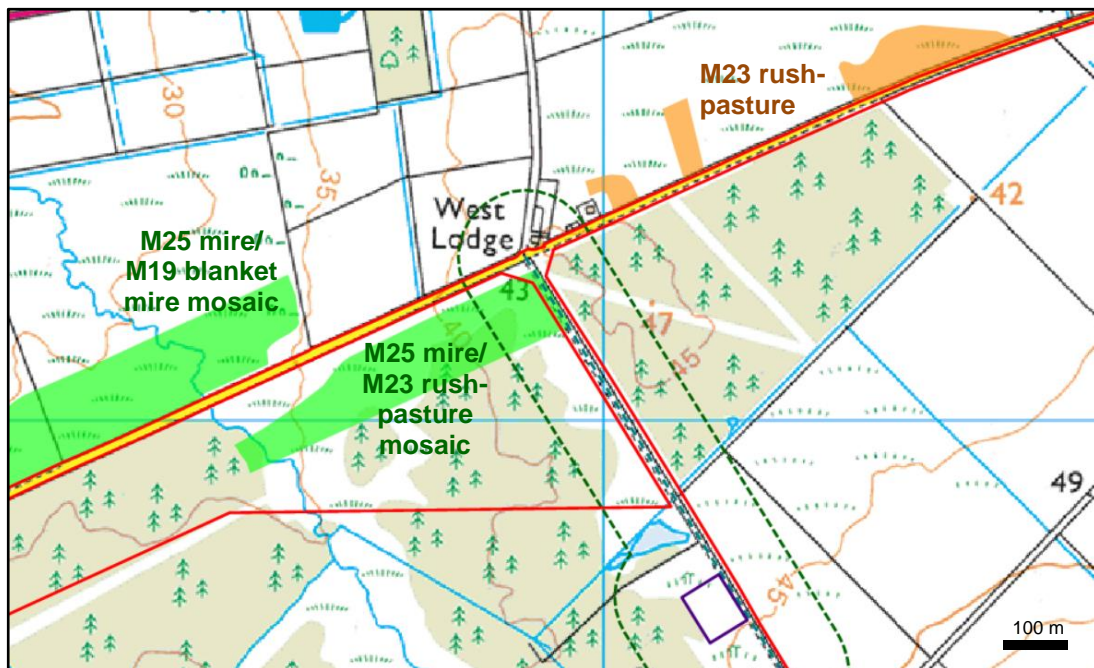 30
35
M23 rush-
pasture
42
West
Lodge
M25 mire/
M19 blanket
mire mosaic
43
40
47
45
M25 mire/
M23 rush-
pasture
mosaic
49
45
100 m